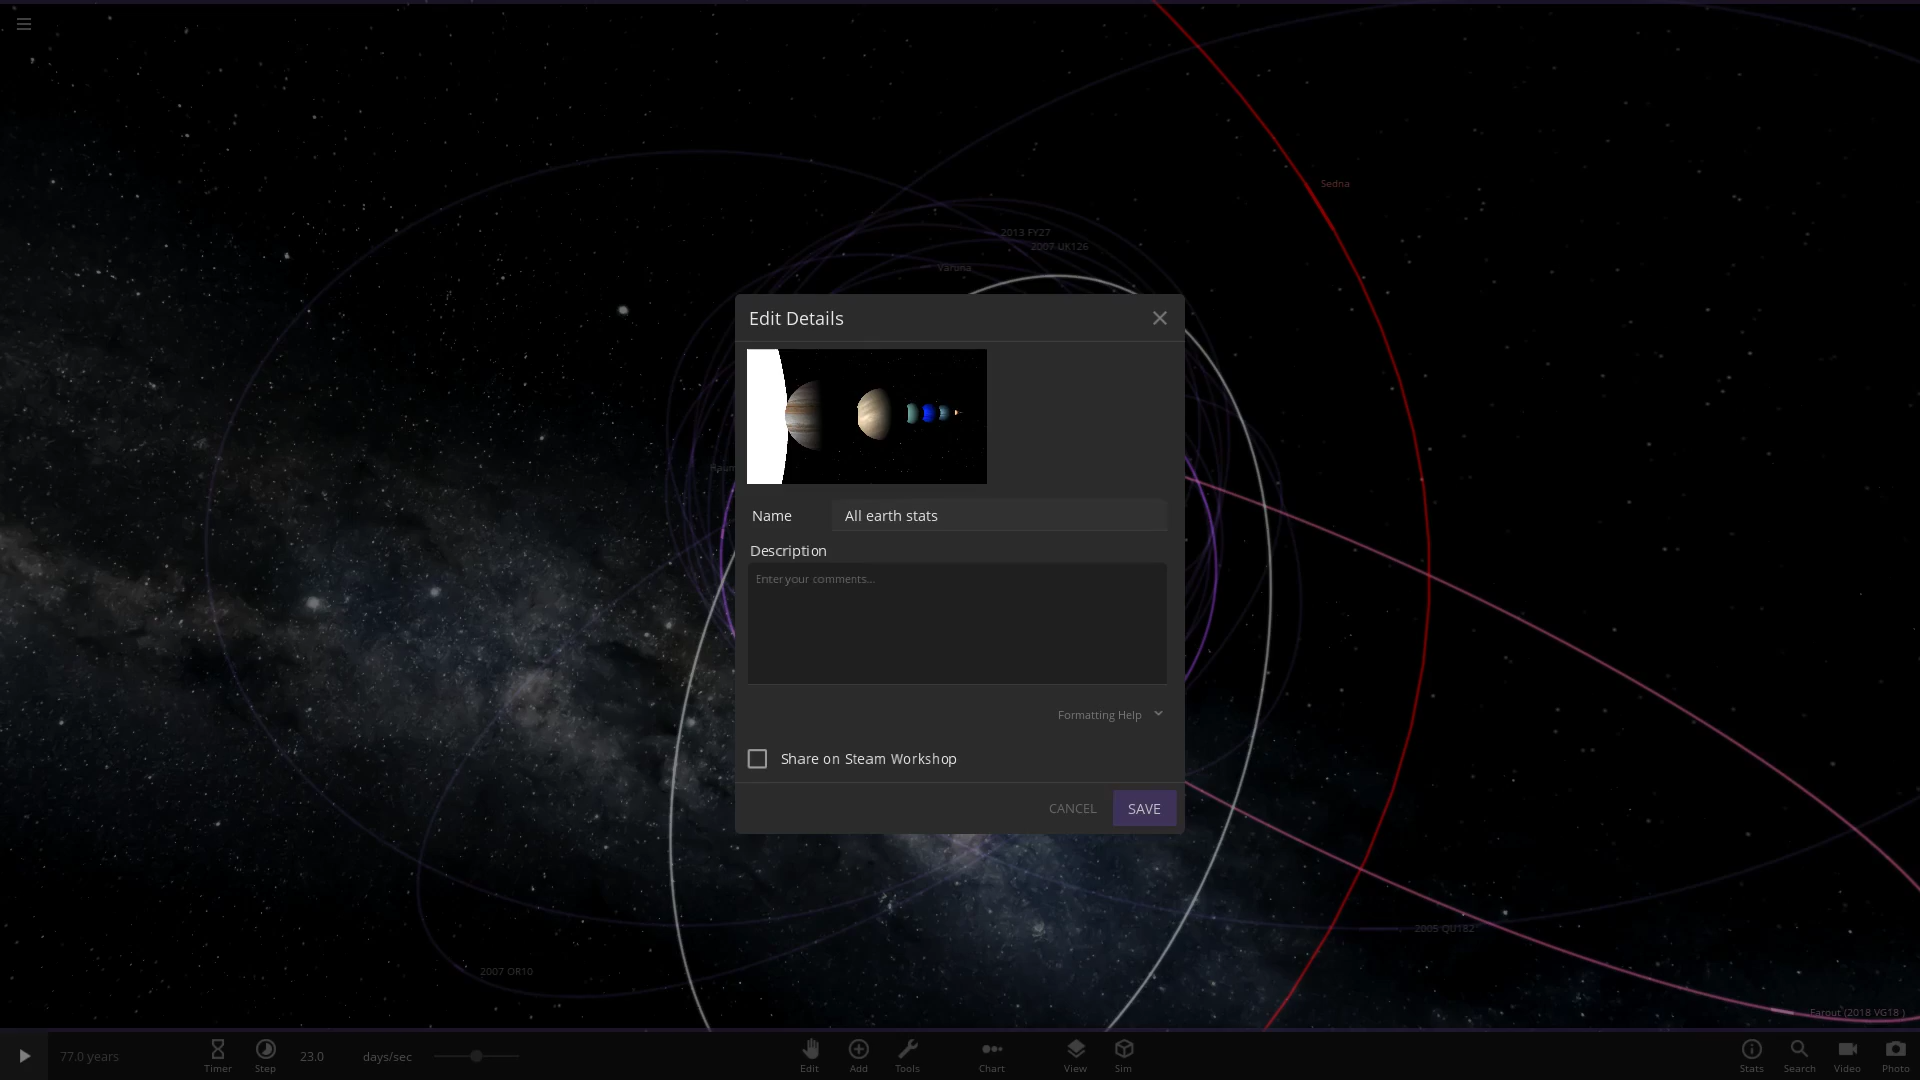 Sedna
2013 FY27
2007 UK126
Varuna
Edit Details
Name
All earth stats
Description
Enter your comments...
Formatting Help
Share on Steam Workshop
CANCEL
SAVE
2005 QU182
2007 OR10
Farout (2018 VG18 )
77.0 years
Timer
Step
23.0
days/sec
Edit
Add
Tools
Chart
View
Sim
Stats
Search
Video
Photo